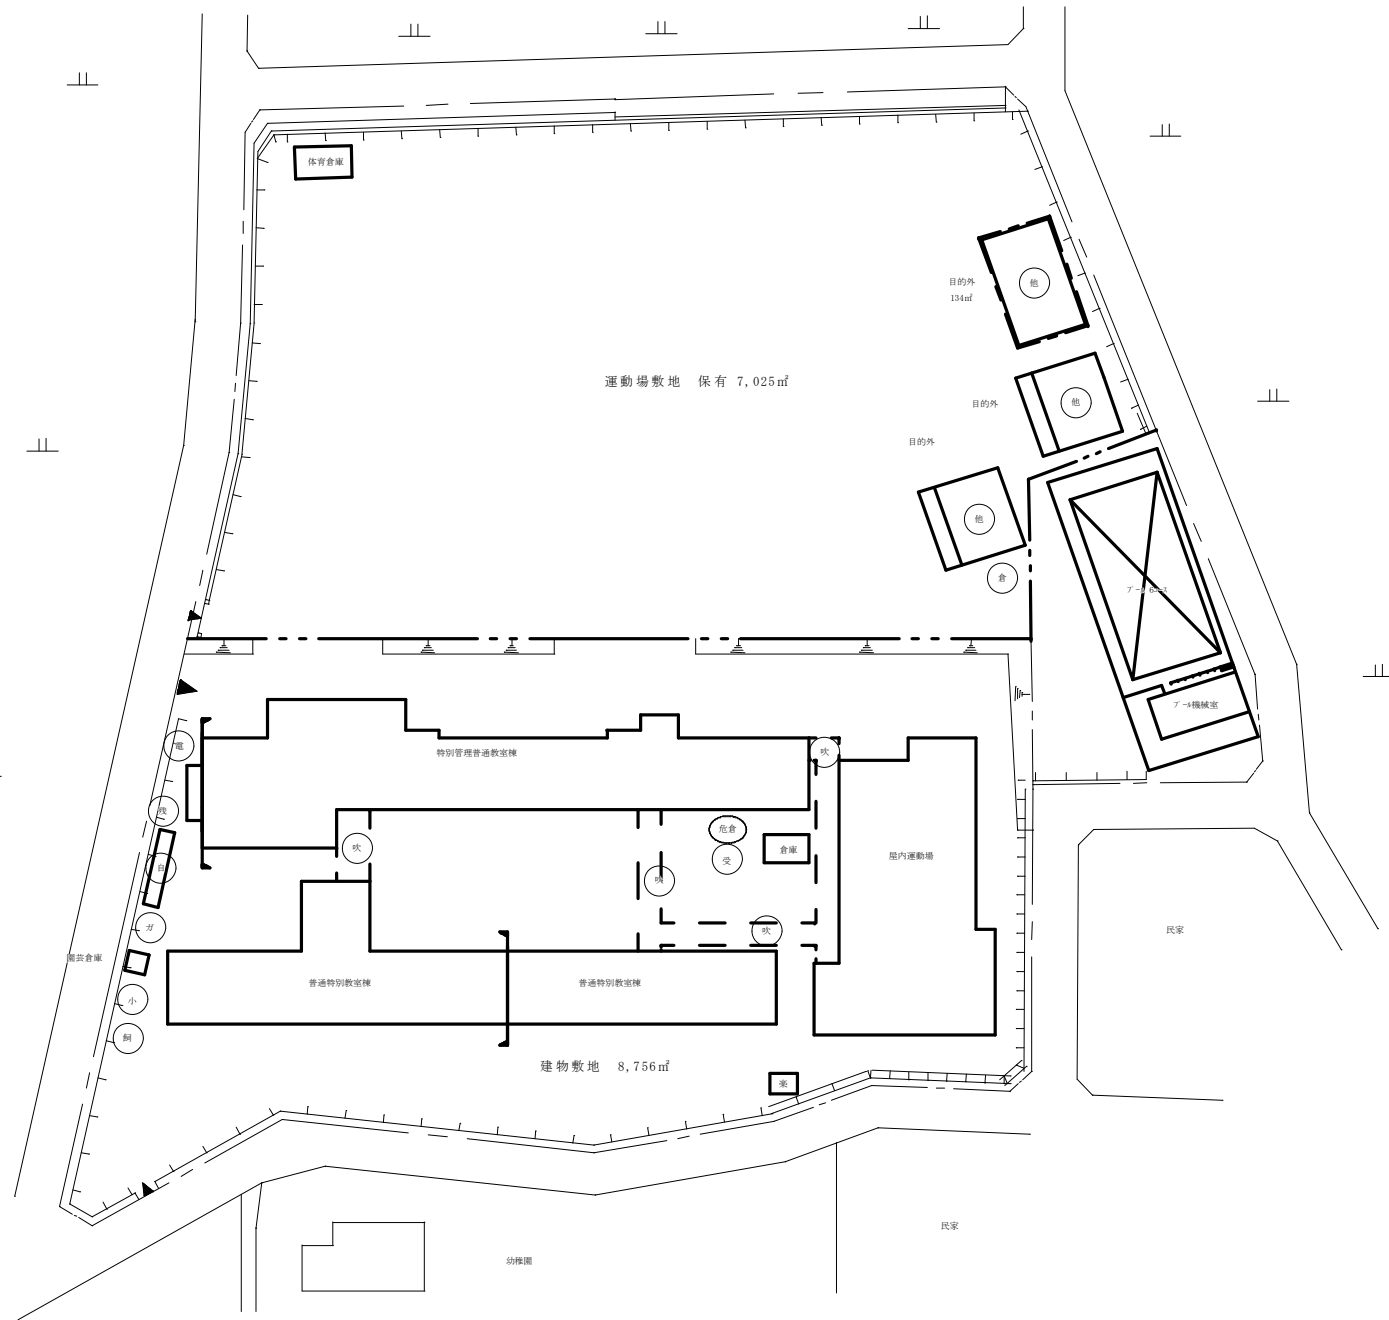 体育倉庫
他
目的外
134㎡
運動場敷地　保有 7,025㎡
他
目的外
目的外
他
倉
プール 6コース
プール機械室
電
特別管理普通教室棟
吹
残
危倉
倉庫
吹
受
屋内運動場
自
吹
ガ
吹
民家
園芸倉庫
普通特別教室棟
普通特別教室棟
小
飼
建物敷地　8,756㎡
楽
民家
幼稚園